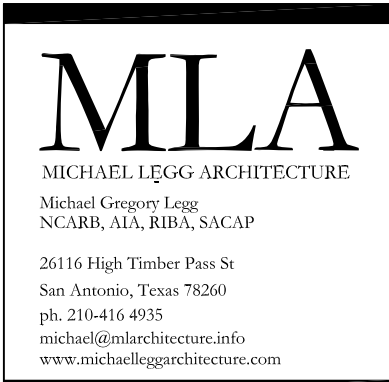 MLA
MICHAEL LEGG ARCHITECTURE
Michael Gregory Legg
NCARB, AIA, RIBA, SACAP
26116 High Timber Pass St
San Antonio, Texas 78260
ph. 210-416 4935
michael@mlarchitecture.info
www.michaelleggarchitecture.com